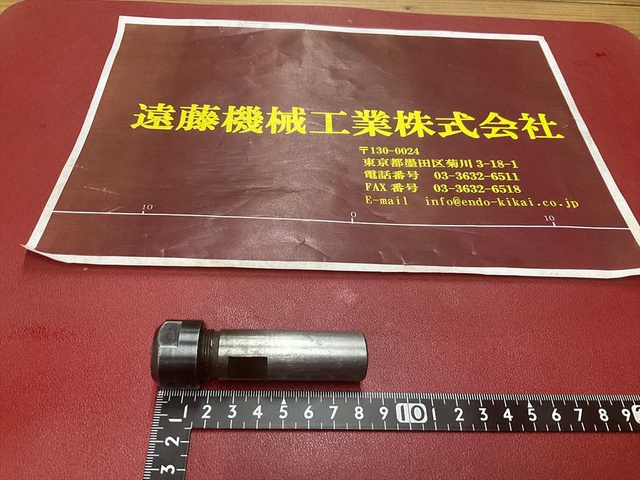 遠藤機械工業株式会社
〒130-0024
東京都墨田区菊川 3-18-1
電話番号 03-3632-6511
FAX 番号 03-3632-6518
E-mail info@endo-kikai.co.jp
10 0 10
1 2 3 4 5 6 7 8 9 10 1 2 3 4 5 6 7 8 9
2
3